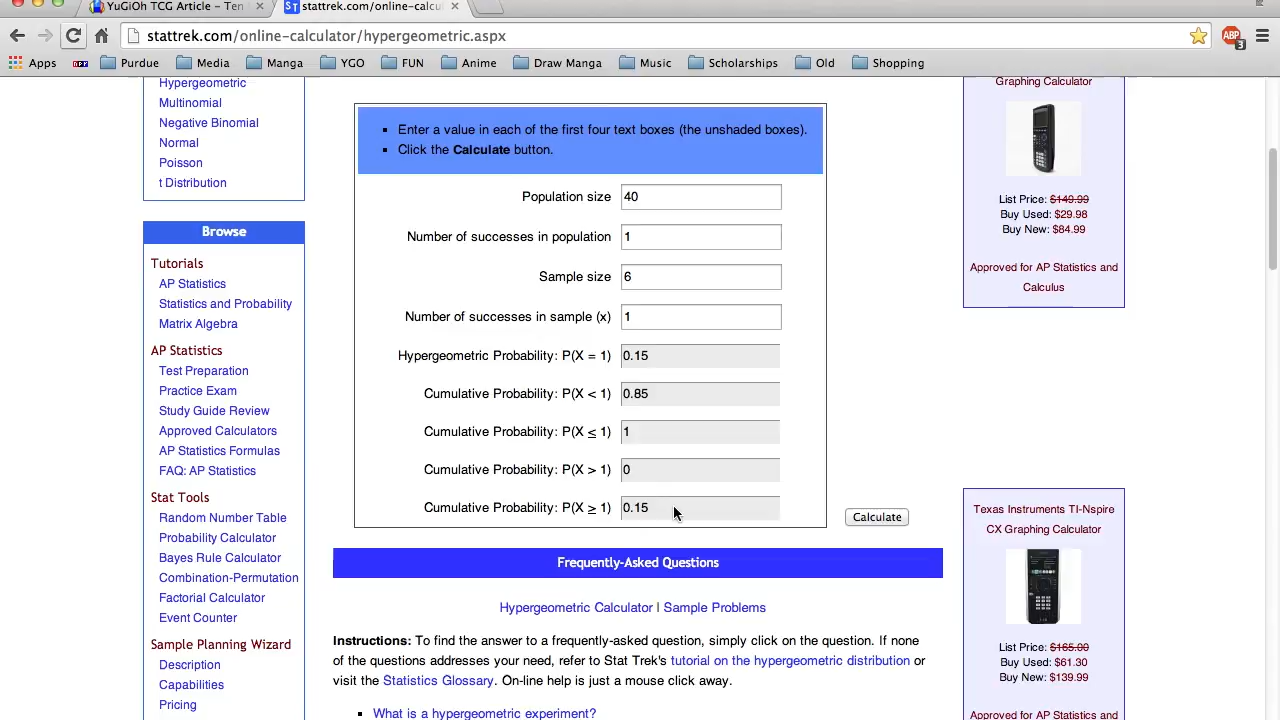 YuGiOh TCG Article – Ten
stattrek.com/online-calcul
stattrek.com/online-calculator/hypergeometric.aspx
ABP
3
Apps
Purdue
Media
Manga
YGO
FUN
Anime
Draw Manga
Music
Scholarships
Old
Shopping
Hypergeometric
Multinomial
Negative Binomial
Normal
Poisson
t Distribution
Browse
Tutorials
AP Statistics
Statistics and Probability
Matrix Algebra
AP Statistics
Test Preparation
Practice Exam
Study Guide Review
Approved Calculators
AP Statistics Formulas
FAQ: AP Statistics
Stat Tools
Random Number Table
Probability Calculator
Bayes Rule Calculator
Combination-Permutation
Factorial Calculator
Event Counter
Sample Planning Wizard
Description
Capabilities
Pricing
Enter a value in each of the first four text boxes (the unshaded boxes).
Click the Calculate button.
Population size 40
Number of successes in population 1
Sample size 6
Number of successes in sample (x) 1
Hypergeometric Probability: P(X = 1) 0.15
Cumulative Probability: P(X < 1) 0.85
Cumulative Probability: P(X ≤ 1) 1
Cumulative Probability: P(X > 1) 0
Cumulative Probability: P(X ≥ 1) 0.15
Calculate
Frequently-Asked Questions
Hypergeometric Calculator | Sample Problems
Instructions: To find the answer to a frequently-asked question, simply click on the question. If none
of the questions addresses your need, refer to Stat Trek's tutorial on the hypergeometric distribution or
visit the Statistics Glossary. On-line help is just a mouse click away.
What is a hypergeometric experiment?
Graphing Calculator
List Price: $149.99
Buy Used: $29.98
Buy New: $84.99
Approved for AP Statistics and
Calculus
Texas Instruments TI-Nspire
CX Graphing Calculator
List Price: $165.00
Buy Used: $61.30
Buy New: $139.99
Approved for AP Statistics and